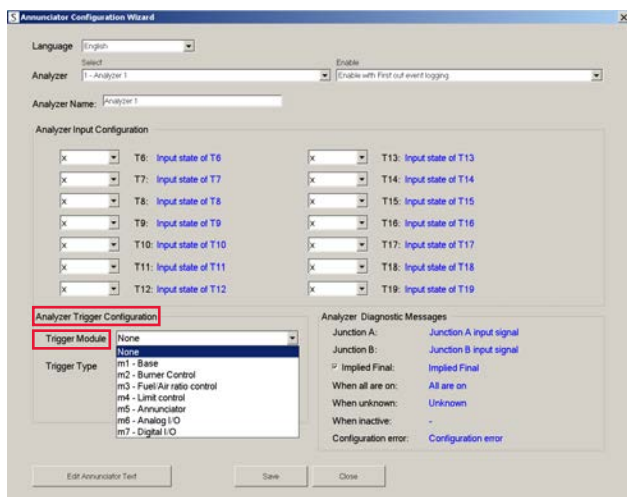 S Annunciator Configuration Wizard x
Language English
Select Enable
Analyzer 1 - Analyzer 1 Enable with First out event logging
Analyzer Name: Analyzer 1
Analyzer Input Configuration
x T6: Input state of T6 x T13: Input state of T13
x T7: Input state of T7 x T14: Input state of T14
x T8: Input state of T8 x T15: Input state of T15
x T9: Input state of T9 x T16: Input state of T16
x T10: Input state of T10 x T17: Input state of T17
x T11: Input state of T11 x T18: Input state of T18
x T12: Input state of T12 x T19: Input state of T19
Analyzer Trigger Configuration
Trigger Module None
None
m1 - Base
m2 - Burner Control
m3 - Fuel/Air ratio control
m4 - Limit control
m5 - Annunciator
m6 - Analog I/O
m7 - Digital I/O
Trigger Type
Analyzer Diagnostic Messages
Junction A: Junction A input signal
Junction B: Junction B input signal
Implied Final: Implied Final
When all are on: All are on
When unknown: Unknown
When inactive: -
Configuration error: Configuration error
Edit Annunciator Text Save Close